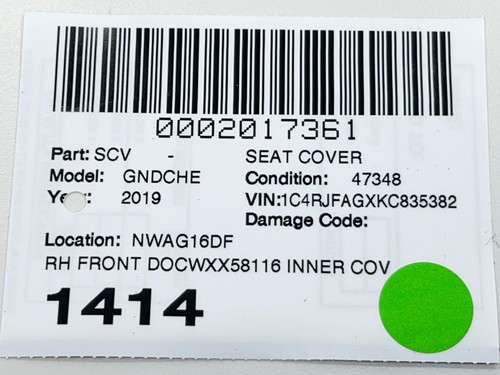 0002017361
Part: SCV - SEAT COVER
Model: GNDCHE Condition: 47348
2019 VIN:1C4RJFAGXKC835382
Damage Code:
Location: NWAG16DF
RH FRONT DOCWXX58116 INNER COV
1414